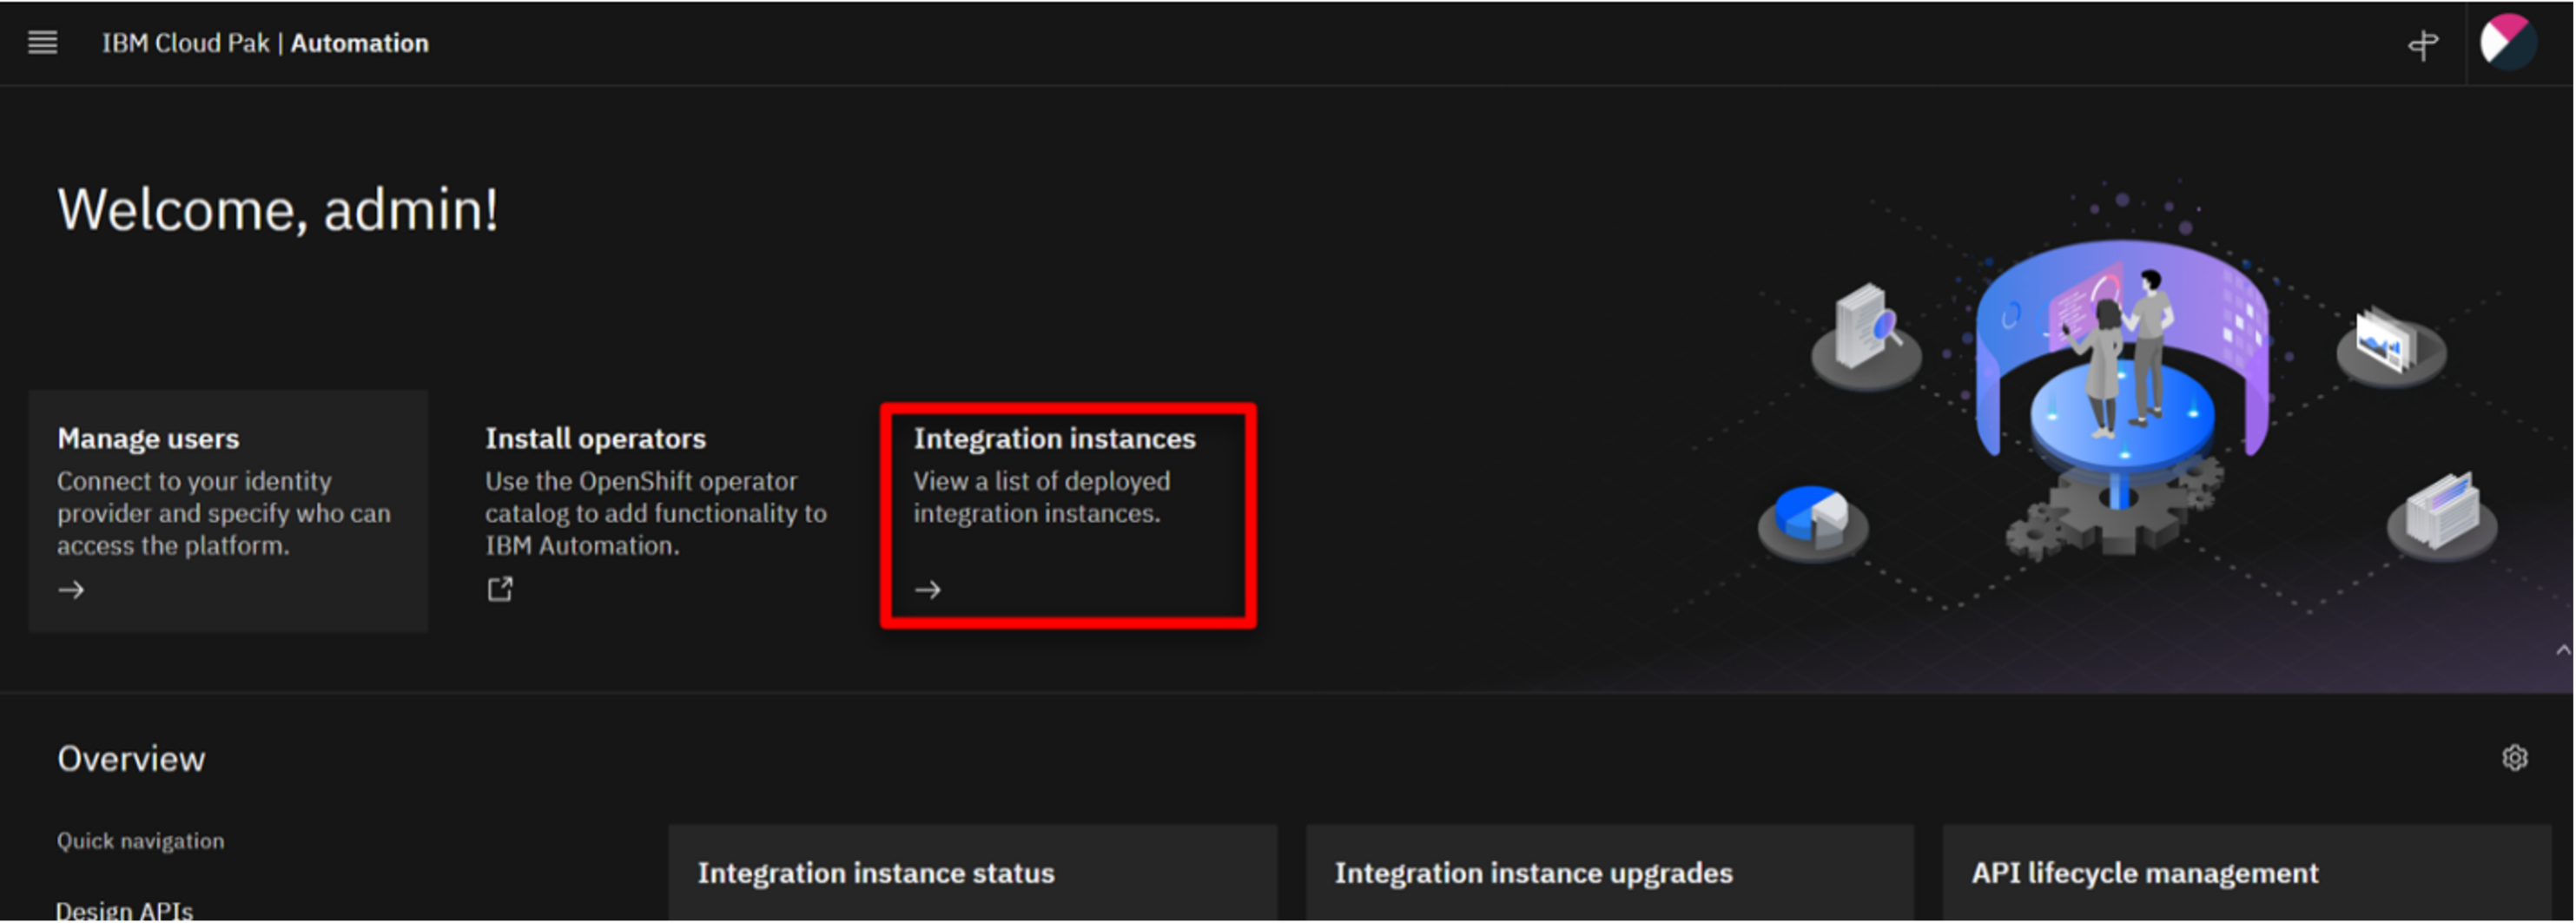 IBM Cloud Pak | Automation
Welcome, admin!
Manage users
Connect to your identity
provider and specify who can
access the platform.
Install operators
Use the OpenShift operator
catalog to add functionality to
IBM Automation.
Integration instances
View a list of deployed
integration instances.
Overview
Quick navigation
Design APIs
Integration instance status
Integration instance upgrades
API lifecycle management